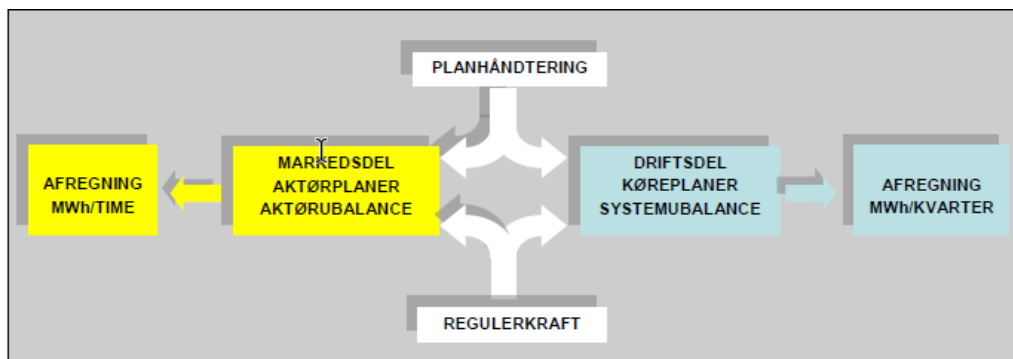 PLANHÅNDTERING
AFREGNING
MWh/TIME
MARKEDSDEL
AKTØRPLANER
AKTØRUBALANCE
DRIFTSDEL
KØREPLANER
SYSTEMUBALANCE
AFREGNING
MWh/KVARTER
REGULERKRAFT